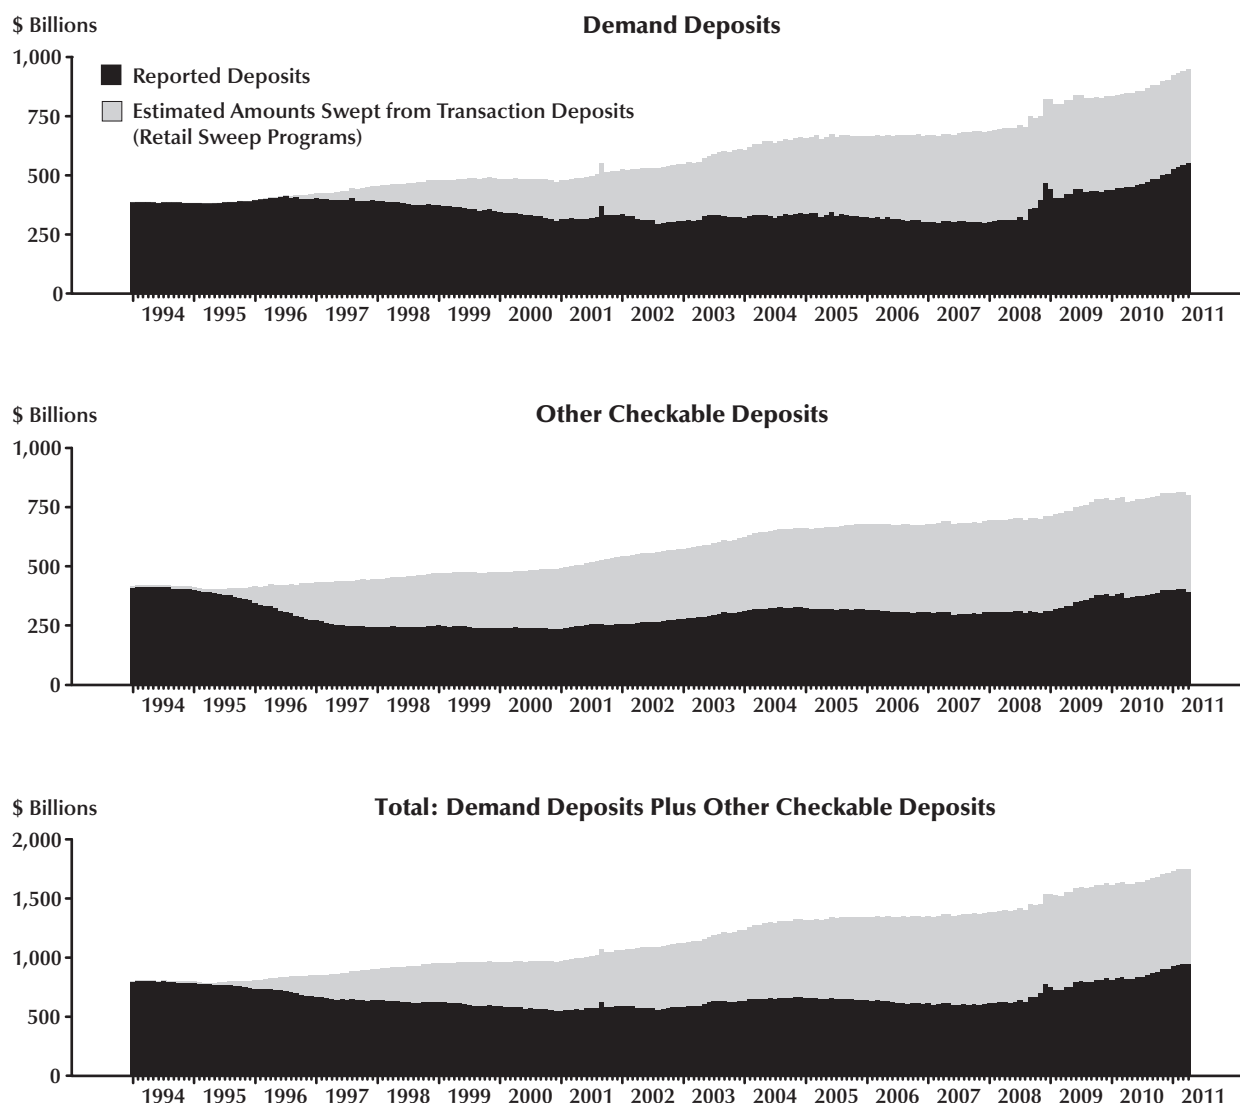 $ Billions
Demand Deposits
1,000
750
500
250
0
Reported Deposits
Estimated Amounts Swept from Transaction Deposits
(Retail Sweep Programs)
1994 1995 1996 1997 1998 1999 2000 2001 2002 2003 2004 2005 2006 2007 2008 2009 2010 2011
$ Billions
Other Checkable Deposits
1,000
750
500
250
0
1994 1995 1996 1997 1998 1999 2000 2001 2002 2003 2004 2005 2006 2007 2008 2009 2010 2011
$ Billions
Total: Demand Deposits Plus Other Checkable Deposits
2,000
1,500
1,000
500
0
1994 1995 1996 1997 1998 1999 2000 2001 2002 2003 2004 2005 2006 2007 2008 2009 2010 2011